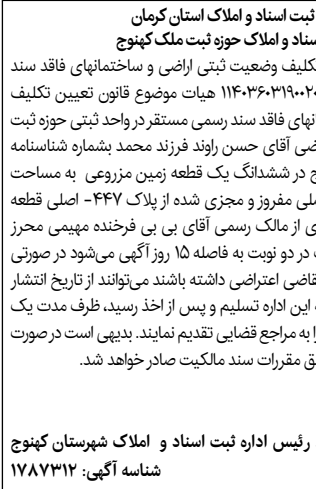 ثبت اسناد و املاک استان کرمان
اسناد و املاک حوزه ثبت ملک کهنوج
تکلیف وضعیت ثبتی اراضی و ساختمانهای فاقد سند
هیات موضوع قانون تعیین تکلیف
فاقد سند رسمی مستقر در واحد ثبتی حوزه ثبت
آقای حسن راوند فرزند محمد بشماره شناسنامه
در ششدانگ یک قطعه زمین مزروعی به مساحت
مفروز و مجزی شده از پلاک ۴۴۷- اصلی قطعه
از مالک رسمی آقای بی بی فرخنده مهیمی محرز
در دو نوبت به فاصله ۱۵ روز آگهی می‌شود در صورتی
اعتراضی داشته باشند می‌توانند از تاریخ انتشار
این اداره تسلیم و پس از اخذ رسید، ظرف مدت یک
را به مراجع قضایی تقدیم نمایند. بدیهی است در صورت
مقررات سند مالکیت صادر خواهد شد.
رئیس اداره ثبت اسناد و املاک شهرستان کهنوج
شناسه آگهی: ۱۷۸۷۳۱۲